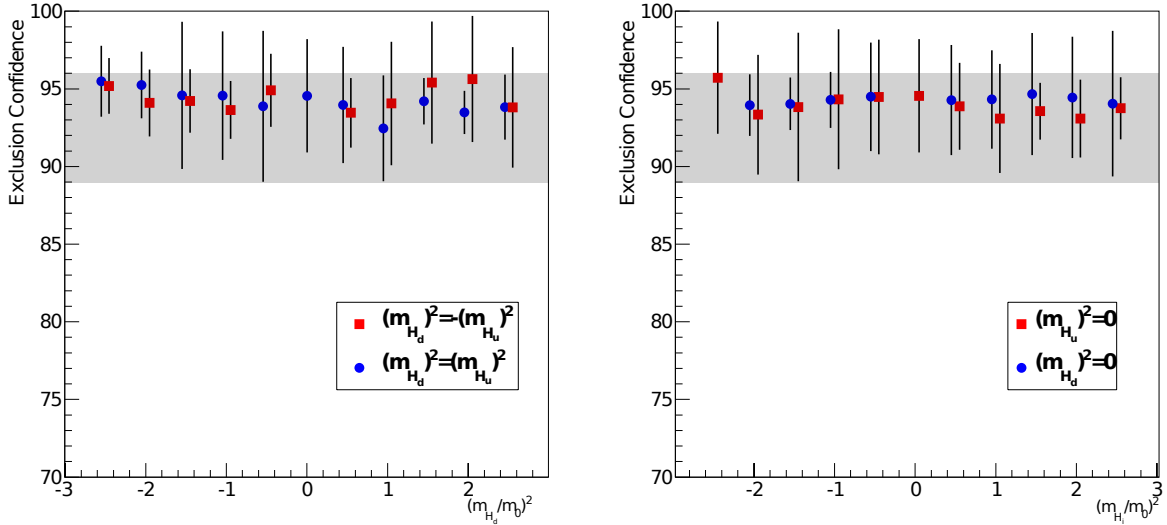 Exclusion Confidence
100
95
90
85
80
75
70
-3 -2 -1 0 1 2
(m_{H_d}/m_0)^2
(m_{H_d})^2=-(m_{H_u})^2
(m_{H_d})^2=(m_{H_u})^2
Exclusion Confidence
100
95
90
85
80
75
70
-2 -1 0 1 2 3
(m_{H_i}/m_0)^2
(m_{H_u})^2=0
(m_{H_d})^2=0